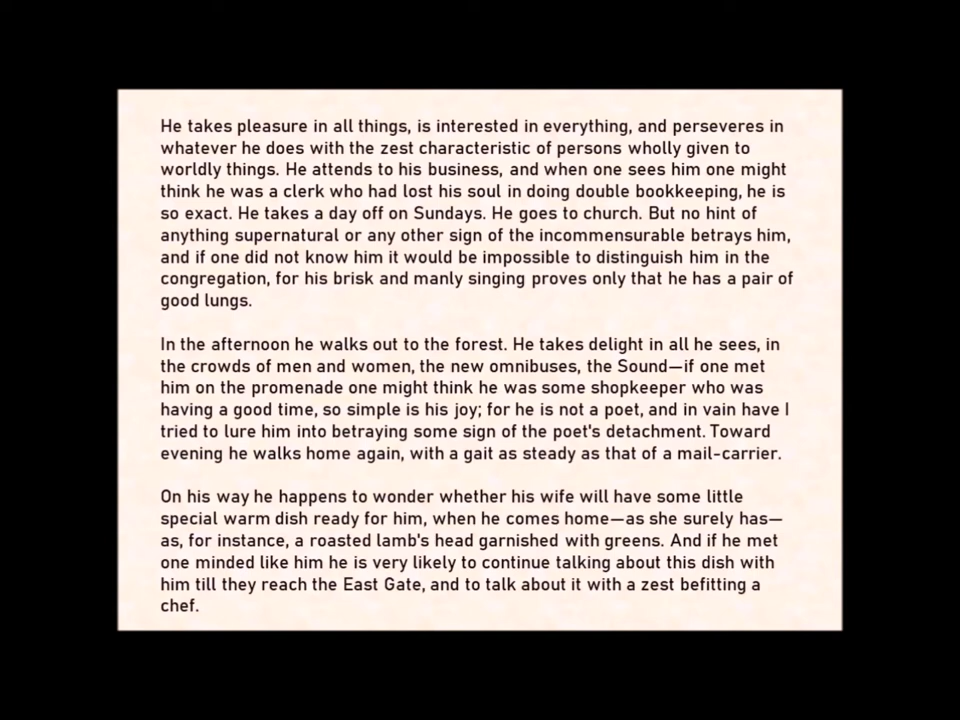 He takes pleasure in all things, is interested in everything, and perseveres in
whatever he does with the zest characteristic of persons wholly given to
worldly things. He attends to his business, and when one sees him one might
think he was a clerk who had lost his soul in doing double bookkeeping, he is
so exact. He takes a day off on Sundays. He goes to church. But no hint of
anything supernatural or any other sign of the incommensurable betrays him,
and if one did not know him it would be impossible to distinguish him in the
congregation, for his brisk and manly singing proves only that he has a pair of
good lungs.
In the afternoon he walks out to the forest. He takes delight in all he sees, in
the crowds of men and women, the new omnibuses, the Sound—if one met
him on the promenade one might think he was some shopkeeper who was
having a good time, so simple is his joy; for he is not a poet, and in vain have I
tried to lure him into betraying some sign of the poet's detachment. Toward
evening he walks home again, with a gait as steady as that of a mail-carrier.
On his way he happens to wonder whether his wife will have some little
special warm dish ready for him, when he comes home—as she surely has—
as, for instance, a roasted lamb's head garnished with greens. And if he met
one minded like him he is very likely to continue talking about this dish with
him till they reach the East Gate, and to talk about it with a zest befitting a
chef.